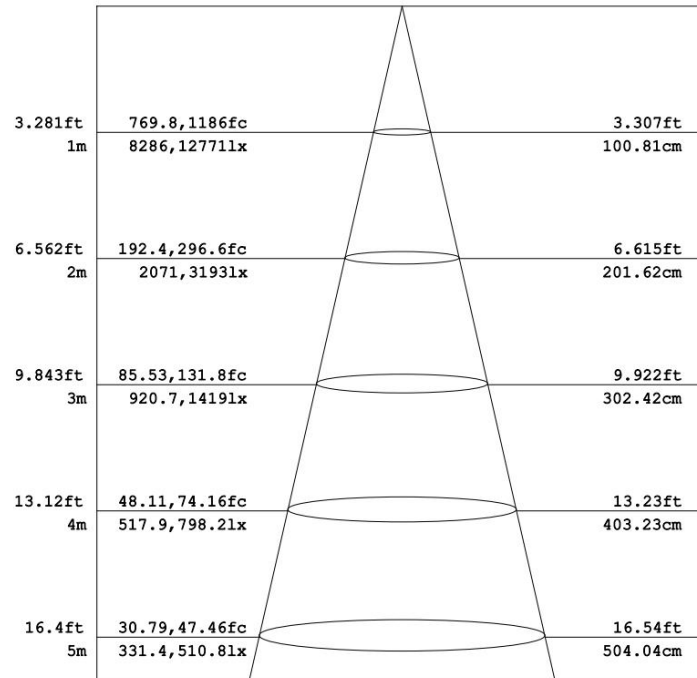 3.281ft 769.8,1186fc 3.307ft
1m 8286,12771lx 100.81cm
6.562ft 192.4,296.6fc 6.615ft
2m 2071,3193lx 201.62cm
9.843ft 85.53,131.8fc 9.922ft
3m 920.7,1419lx 302.42cm
13.12ft 48.11,74.16fc 13.23ft
4m 517.9,798.2lx 403.23cm
16.4ft 30.79,47.46fc 16.54ft
5m 331.4,510.8lx 504.04cm